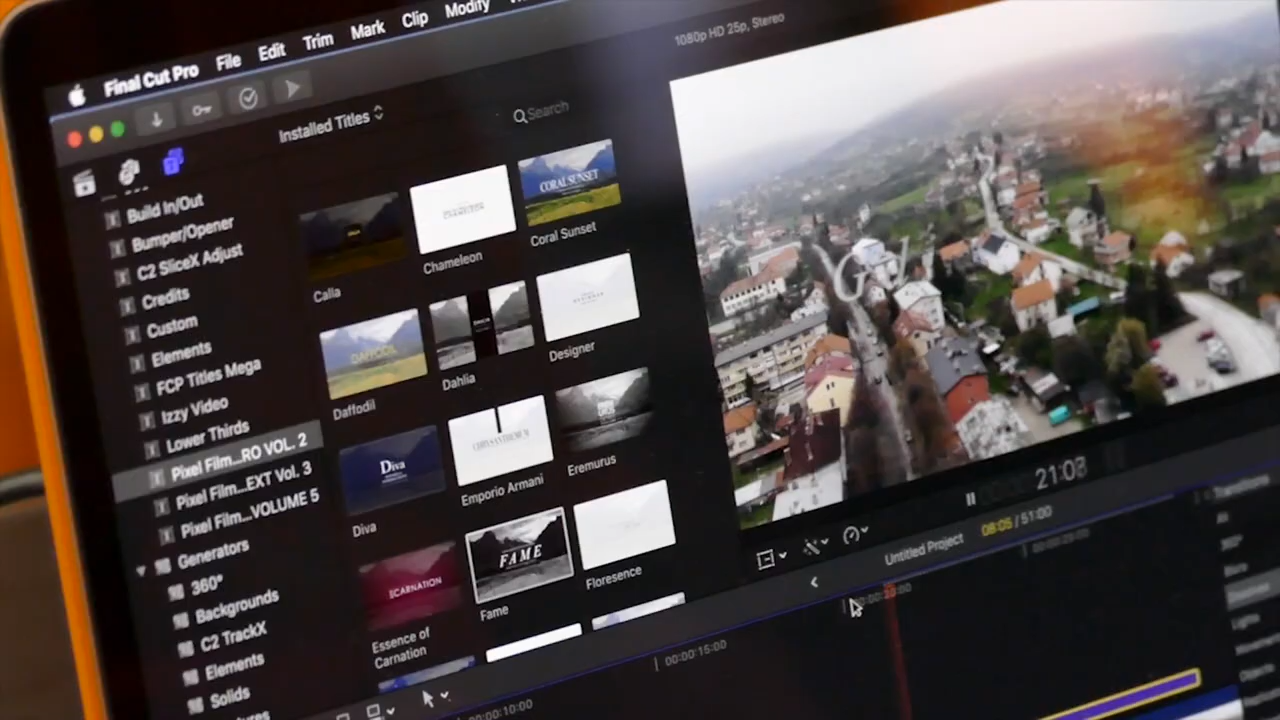 Final Cut Pro File Edit Trim Mark Clip Modify
1080p HD 25p, Stereo
Installed Titles
Search
Build In/Out
Bumper/Opener
C2 SliceX Adjust
Credits
Custom
Elements
FCP Titles Mega
Izzy Video
Lower Thirds
Pixel Film...RO VOL. 2
Pixel Film...EXT Vol. 3
Pixel Film...VOLUME 5
Generators
360°
Backgrounds
C2 TrackX
Elements
Solids
CORAL SUNSET
Calla
Chameleon
Coral Sunset
DAFFODIL
Daffodil
Dahlia
Designer
Diva
CHRYSANTHEMUM
Diva
Emporio Armani
Eremurus
CARNATION
FAME
Essence of
Carnation
Fame
Floresence
21:03
08:05 / 51:00
Untitled Project
00:00:15:00
00:00:10:00